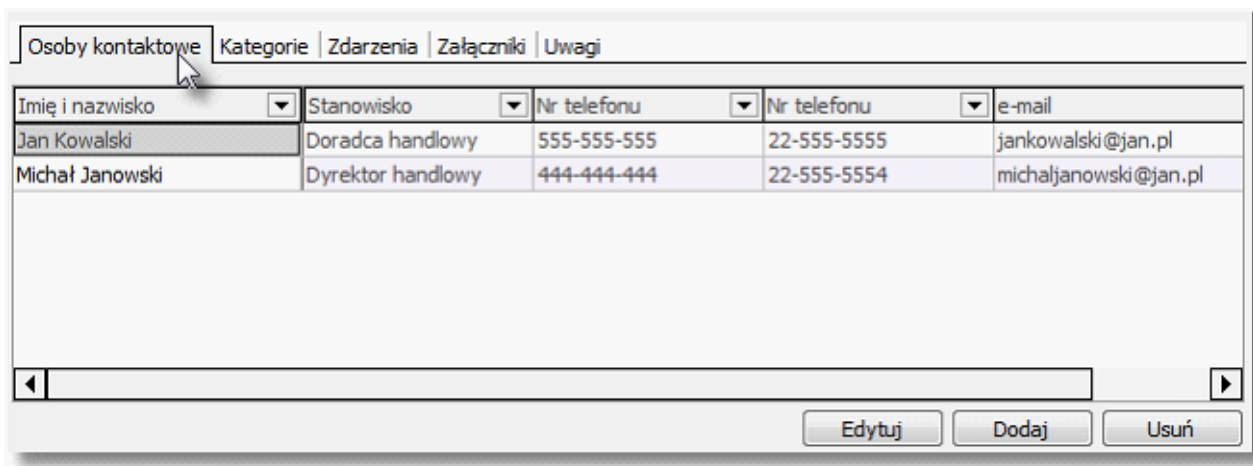 Osoby kontaktowe Kategorie Zdarzenia Załączniki Uwagi
Imię i nazwisko Stanowisko Nr telefonu Nr telefonu e-mail
Jan Kowalski Doradca handlowy 555-555-555 22-555-5555 jankowalski@jan.pl
Michał Janowski Dyrektor handlowy 444-444-444 22-555-5554 michaljanowski@jan.pl
Edytuj Dodaj Usuń